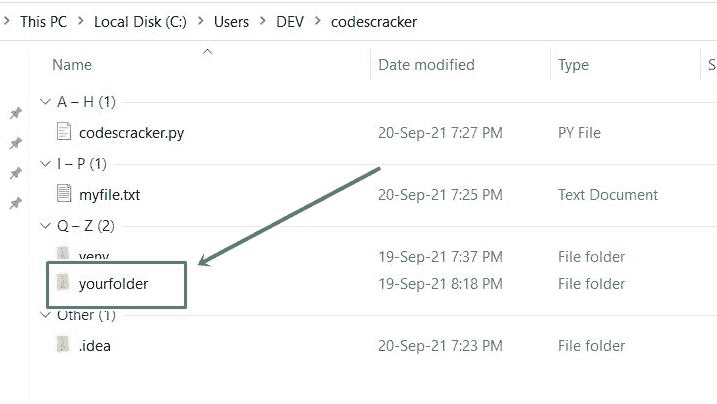 This PC > Local Disk (C:) > Users > DEV > codescracker
Name Date modified Type S
A – H (1)
codescracker.py 20-Sep-21 7:27 PM PY File
I – P (1)
myfile.txt 20-Sep-21 7:25 PM Text Document
Q – Z (2)
venv 19-Sep-21 7:37 PM File folder
yourfolder 19-Sep-21 8:18 PM File folder
Other (1)
.idea 20-Sep-21 7:23 PM File folder